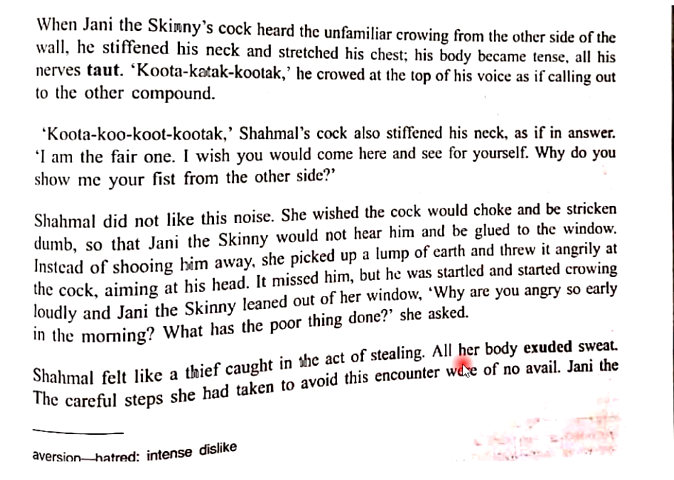 When Jani the Skinny's cock heard the unfamiliar crowing from the other side of the
wall, he stiffened his neck and stretched his chest; his body became tense, all his
nerves taut. ‘Koota-katak-kootak,’ he crowed at the top of his voice as if calling out
to the other compound.
‘Koota-koo-koot-kootak,’ Shahmal's cock also stiffened his neck, as if in answer.
‘I am the fair one. I wish you would come here and see for yourself. Why do you
show me your fist from the other side?’
Shahmal did not like this noise. She wished the cock would choke and be stricken
dumb, so that Jani the Skinny would not hear him and be glued to the window.
Instead of shooing him away, she picked up a lump of earth and threw it angrily at
the cock, aiming at his head. It missed him, but he was startled and started crowing
loudly and Jani the Skinny leaned out of her window, ‘Why are you angry so early
in the morning? What has the poor thing done?’ she asked.
Shahmal felt like a thief caught in the act of stealing. All her body exuded sweat.
The careful steps she had taken to avoid this encounter were of no avail. Jani the
aversion—hatred: intense dislike